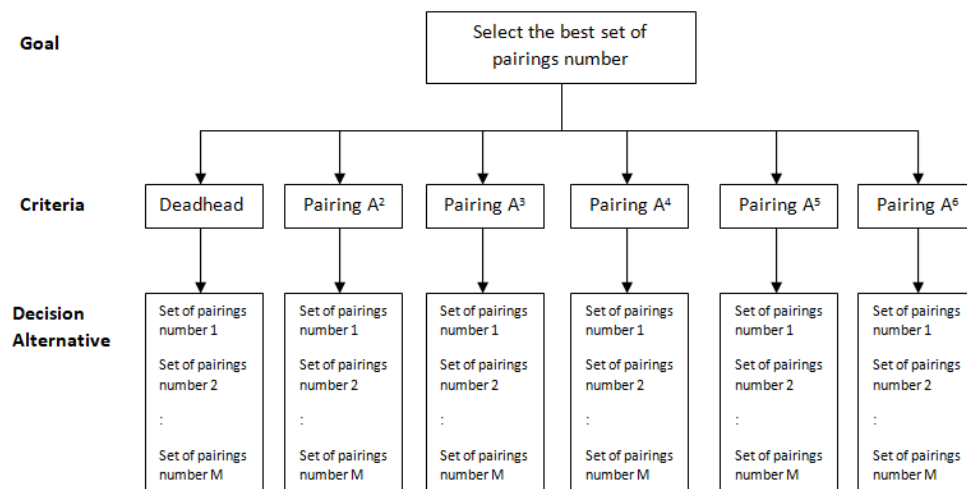 Goal
Select the best set of
pairings number
Criteria
Deadhead
Pairing A²
Pairing A³
Pairing A⁴
Pairing A⁵
Pairing A⁶
Decision
Alternative
Set of pairings
number 1
Set of pairings
number 2
:
Set of pairings
number M
Set of pairings
number 1
Set of pairings
number 2
:
Set of pairings
number M
Set of pairings
number 1
Set of pairings
number 2
:
Set of pairings
number M
Set of pairings
number 1
Set of pairings
number 2
:
Set of pairings
number M
Set of pairings
number 1
Set of pairings
number 2
:
Set of pairings
number M
Set of pairings
number 1
Set of pairings
number 2
:
Set of pairings
number M